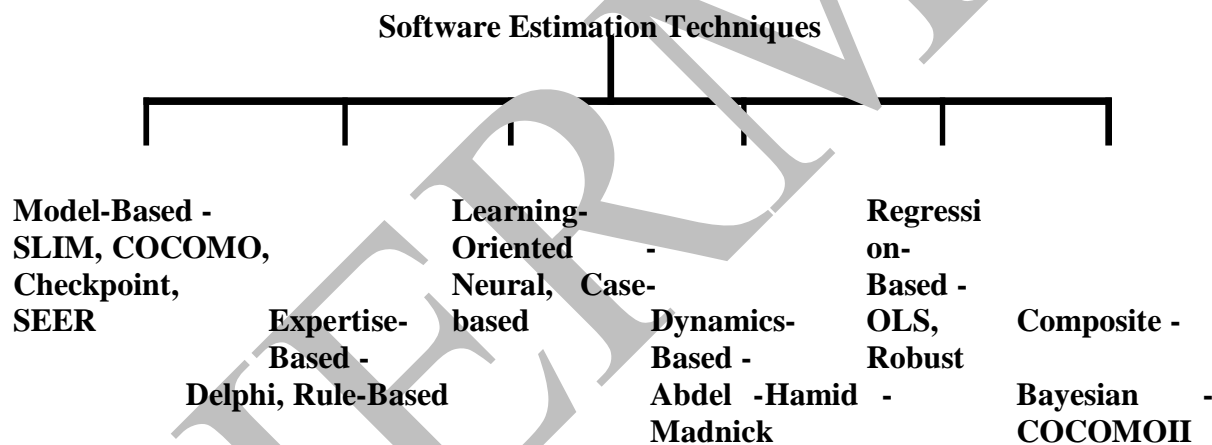 Software Estimation Techniques
Model-Based -
SLIM, COCOMO,
Checkpoint,
SEER
Expertise-
Based -
Delphi, Rule-Based
Learning-
Oriented -
Neural, Case-
based
Dynamics-
Based -
Abdel -Hamid -
Madnick
Regressi
on-
Based -
OLS,
Robust
Composite -
Bayesian -
COCOMOII